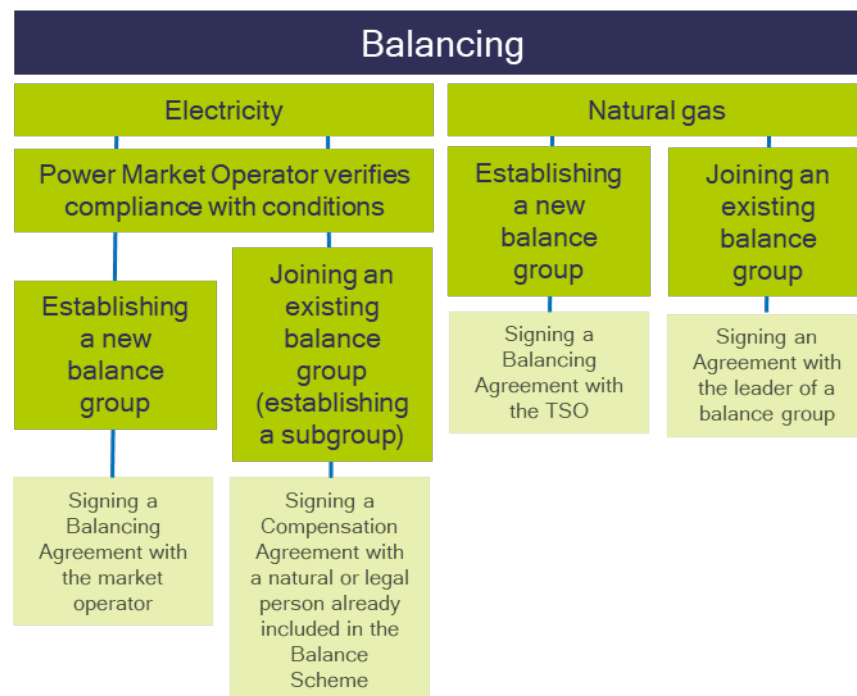 Balancing
Electricity
Natural gas
Power Market Operator verifies
compliance with conditions
Establishing
a new
balance
group
Joining an
existing
balance
group
(establishing
a subgroup)
Establishing
a new
balance
group
Joining an
existing
balance
group
Signing a
Balancing
Agreement with
the market
operator
Signing a
Compensation
Agreement with
a natural or legal
person already
included in the
Balance
Scheme
Signing a
Balancing
Agreement with
the TSO
Signing an
Agreement with
the leader of a
balance group